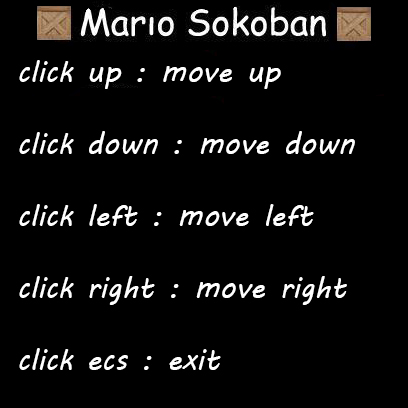 Mario Sokoban
click up : move up
click down : move down
click left : move left
click right : move right
click ecs : exit